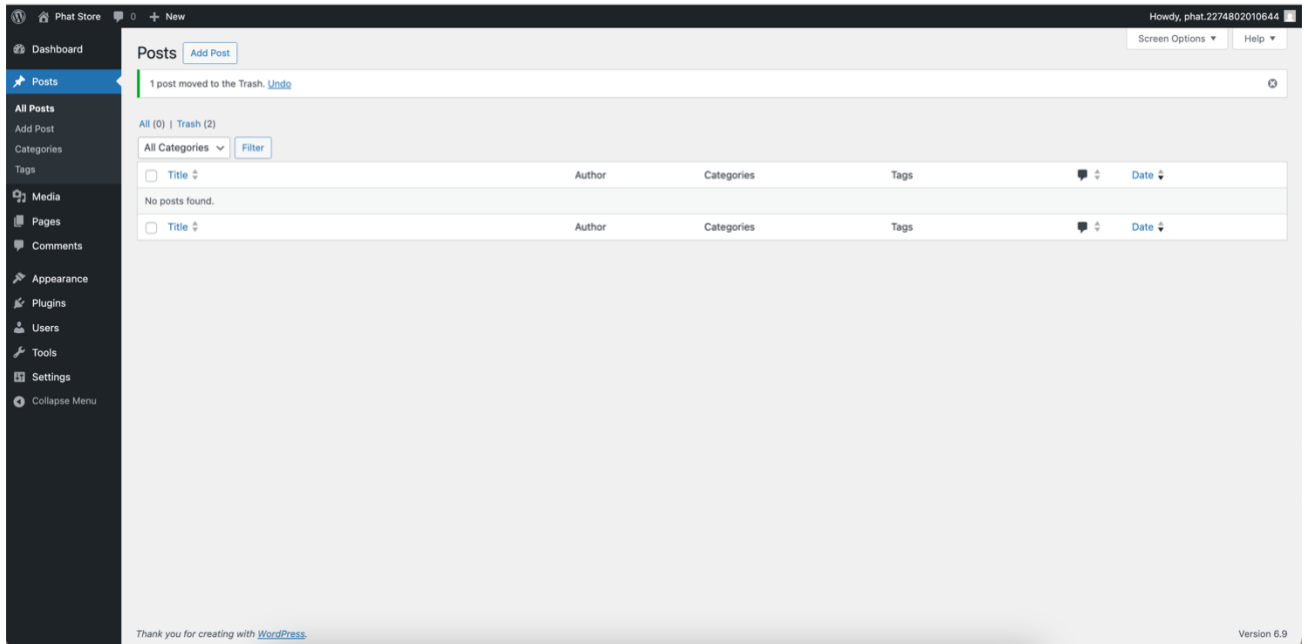 Phat Store 0 New Howdy, phat.2274802010644
Screen Options Help
Dashboard
Posts
All Posts
Add Post
Categories
Tags
Media
Pages
Comments
Appearance
Plugins
Users
Tools
Settings
Collapse Menu
Posts Add Post
1 post moved to the Trash. Undo
All (0) | Trash (2)
All Categories Filter
Title Author Categories Tags Date
No posts found.
Title Author Categories Tags Date
Thank you for creating with WordPress. Version 6.9